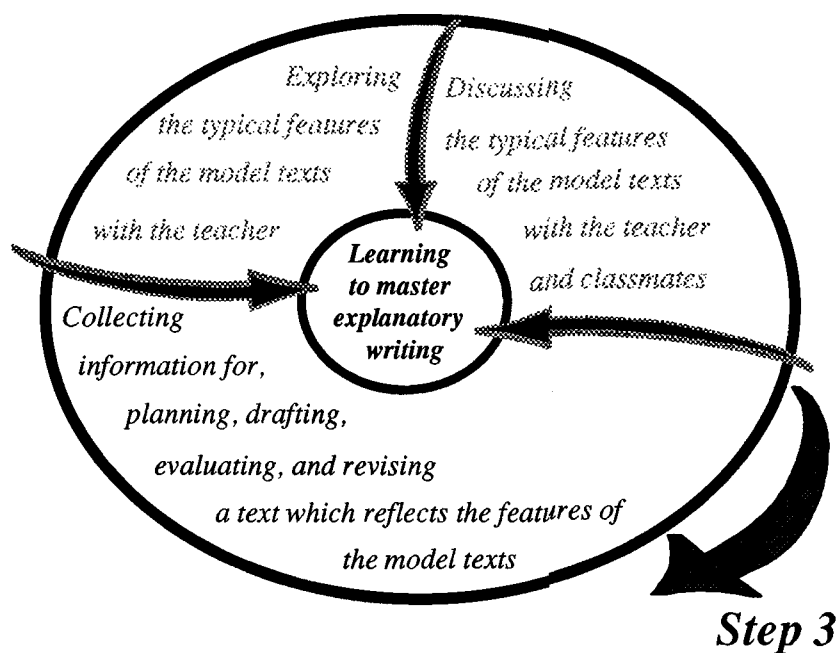 Exploring
the typical features
of the model texts
with the teacher
Discussing
the typical features
of the model texts
with the teacher
and classmates
Learning
to master
explanatory
writing
Collecting
information for,
planning, drafting,
evaluating, and revising
a text which reflects the features of
the model texts
Step 3